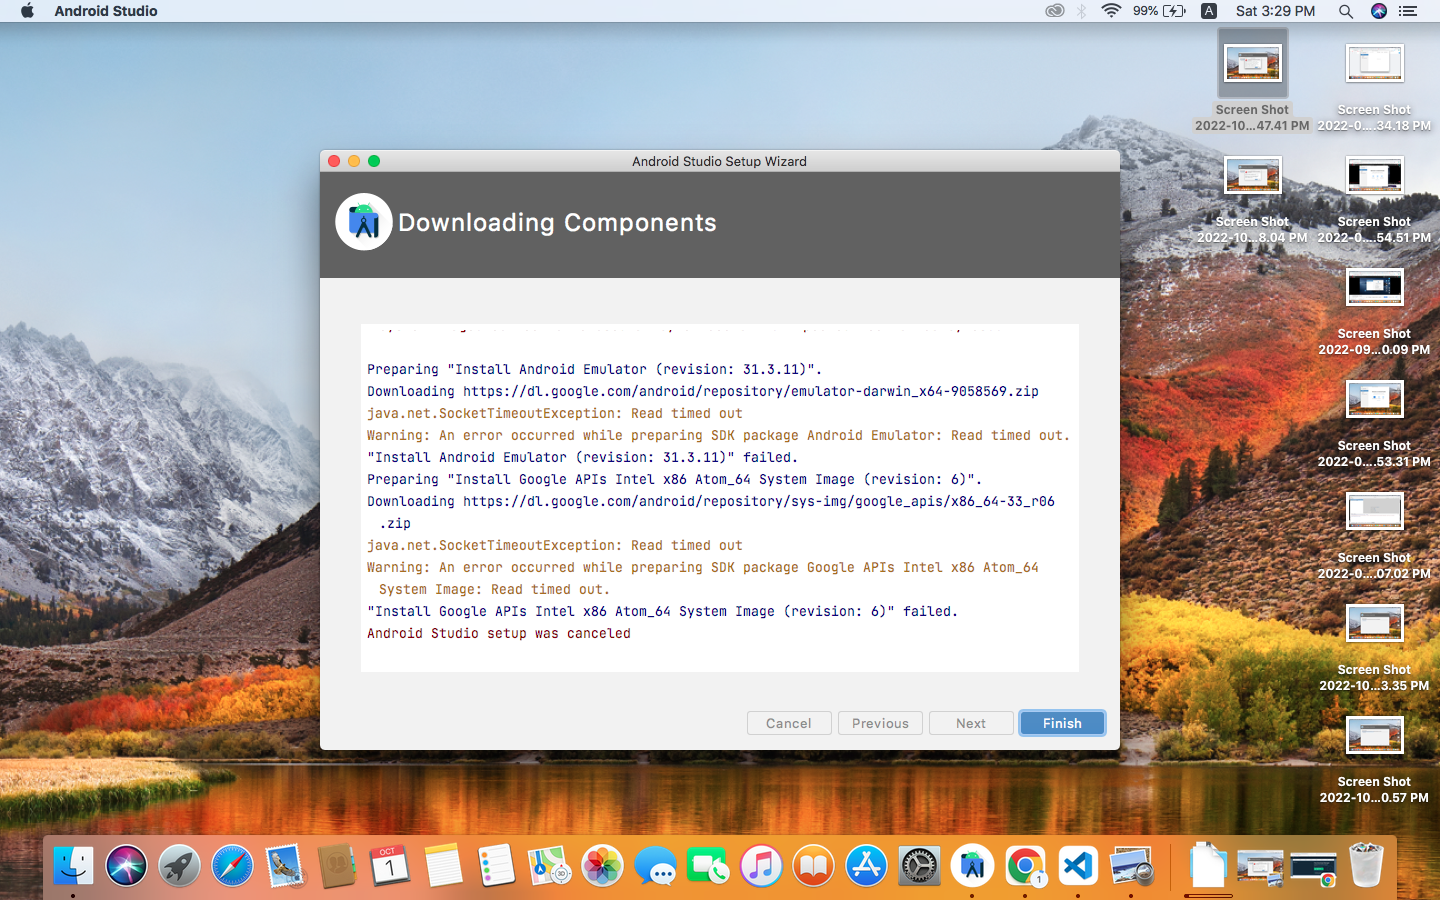 Android Studio
99%
A
Sat 3:29 PM
Screen Shot
2022-10...47.41 PM
Screen Shot
2022-0....34.18 PM
Screen Shot
2022-10...8.04 PM
Screen Shot
2022-0....54.51 PM
Screen Shot
2022-09...0.09 PM
Screen Shot
2022-0....53.31 PM
Screen Shot
2022-0....07.02 PM
Screen Shot
2022-10...3.35 PM
Screen Shot
2022-10...0.57 PM
Android Studio Setup Wizard
Downloading Components
Preparing "Install Android Emulator (revision: 31.3.11)".
Downloading https://dl.google.com/android/repository/emulator-darwin_x64-9058569.zip
java.net.SocketTimeoutException: Read timed out
Warning: An error occurred while preparing SDK package Android Emulator: Read timed out.
"Install Android Emulator (revision: 31.3.11)" failed.
Preparing "Install Google APIs Intel x86 Atom_64 System Image (revision: 6)".
Downloading https://dl.google.com/android/repository/sys-img/google_apis/x86_64-33_r06
.zip
java.net.SocketTimeoutException: Read timed out
Warning: An error occurred while preparing SDK package Google APIs Intel x86 Atom_64
System Image: Read timed out.
"Install Google APIs Intel x86 Atom_64 System Image (revision: 6)" failed.
Android Studio setup was canceled
Cancel
Previous
Next
Finish
OCT
1
3D
1